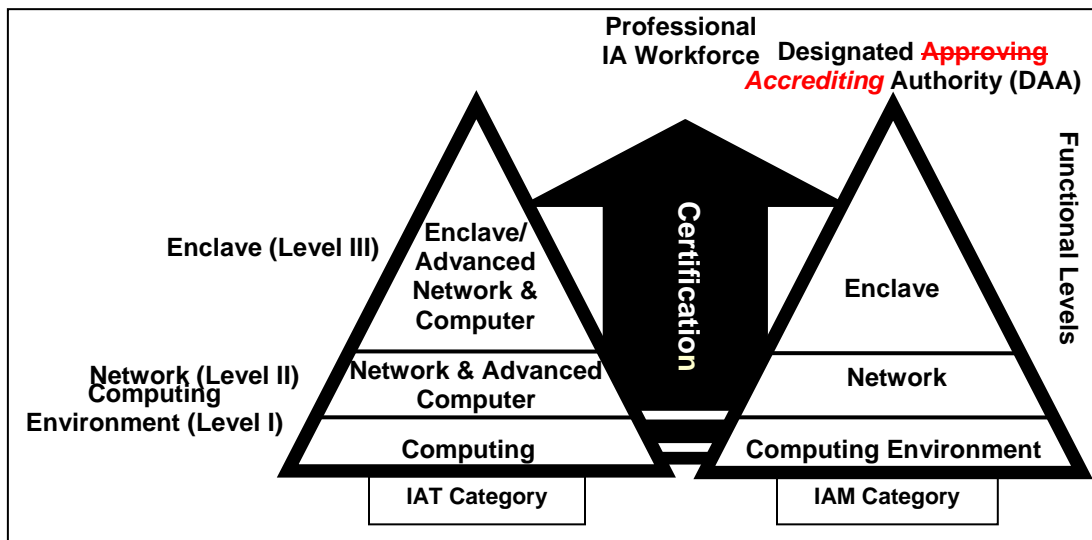 Professional
IA Workforce
Designated Approving
Accrediting Authority (DAA)
Functional Levels
Certification
Enclave (Level III)
Enclave/
Advanced
Network &
Computer
Enclave
Network (Level II)
Computing
Environment (Level I)
Network & Advanced
Computer
Network
Computing
Computing Environment
IAT Category
IAM Category